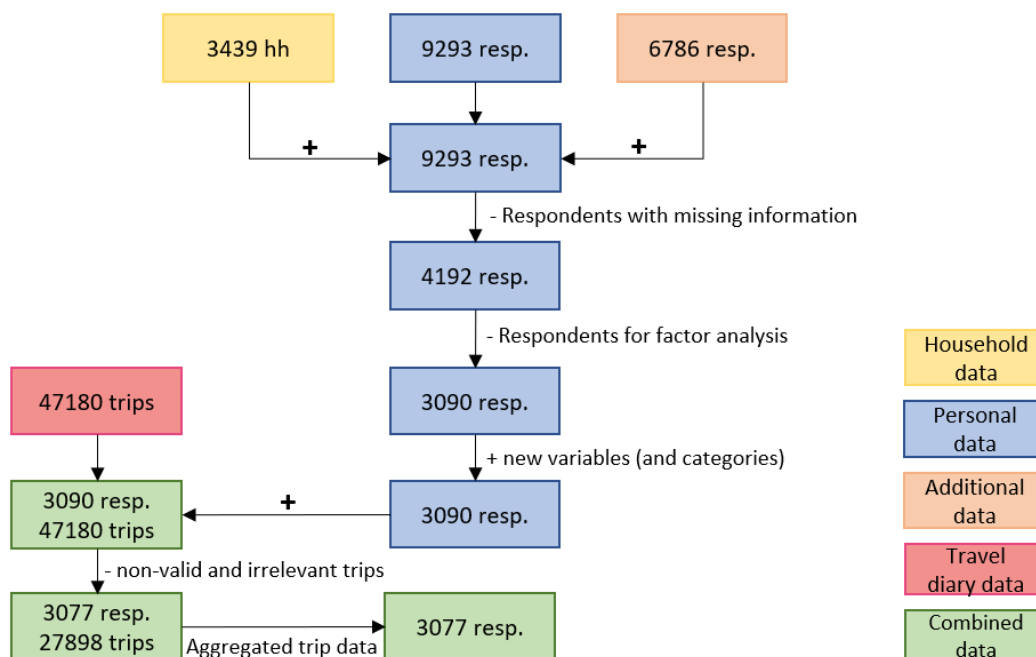 3439 hh
9293 resp.
6786 resp.
+
9293 resp.
+
- Respondents with missing information
4192 resp.
- Respondents for factor analysis
47180 trips
3090 resp.
+ new variables (and categories)
3090 resp.
47180 trips
+
3090 resp.
- non-valid and irrelevant trips
3077 resp.
27898 trips
Aggregated trip data
3077 resp.
Household
data
Personal
data
Additional
data
Travel
diary data
Combined
data